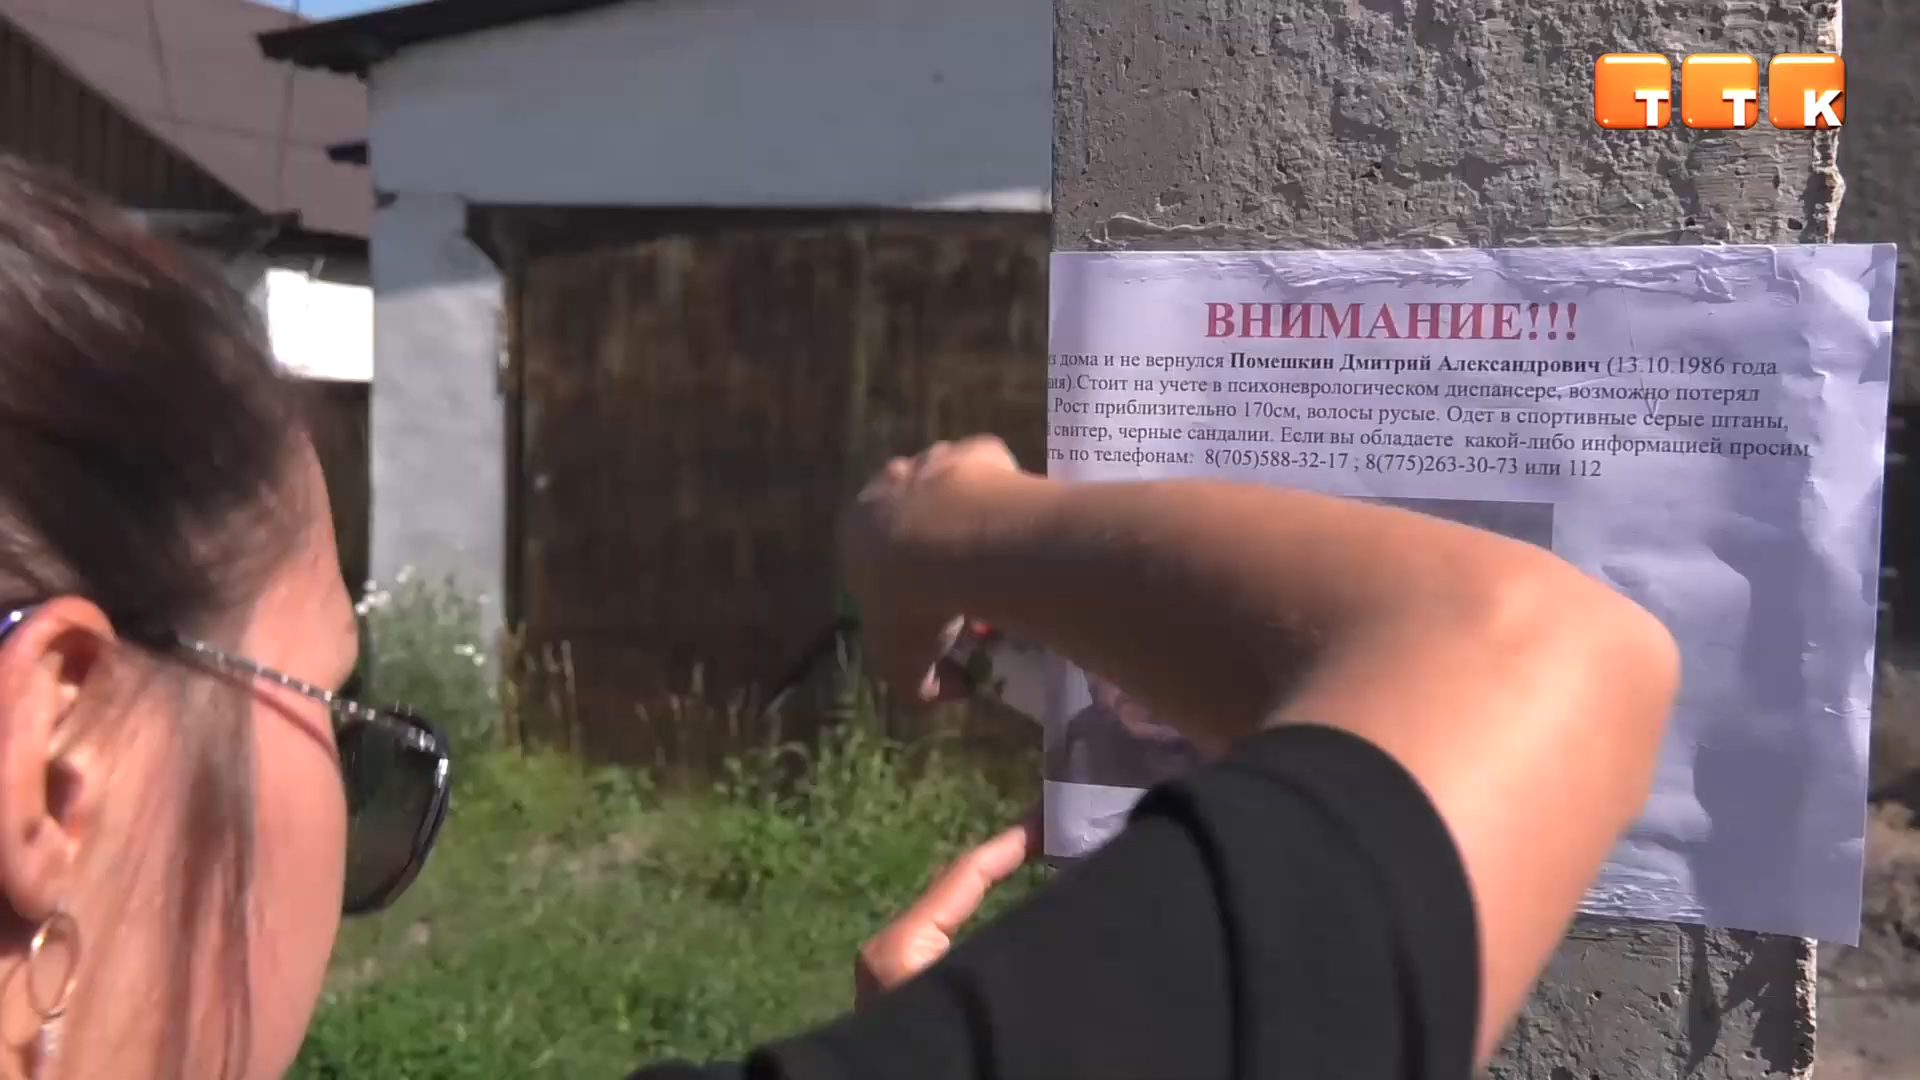 ТТК
ВНИМАНИЕ!!!
дома и не вернулся Помешкин Дмитрий Александрович (13.10.1986 года
Стоит на учете в психоневрологическом диспансере, возможно потерял
Рост приблизительно 170см, волосы русые. Одет в спортивные серые штаны,
свитер, черные сандалии. Если вы обладаете какой-либо информацией просим
по телефонам: 8(705)588-32-17 ; 8(775)263-30-73 или 112